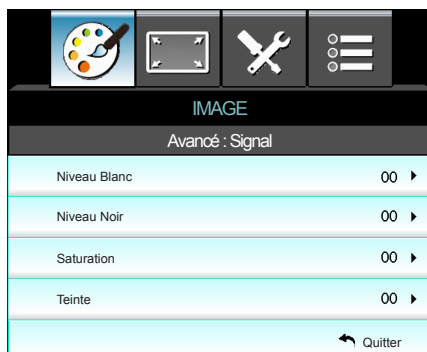 IMAGE
Avancé : Signal
Niveau Blanc 00
Niveau Noir 00
Saturation 00
Teinte 00
Quitter